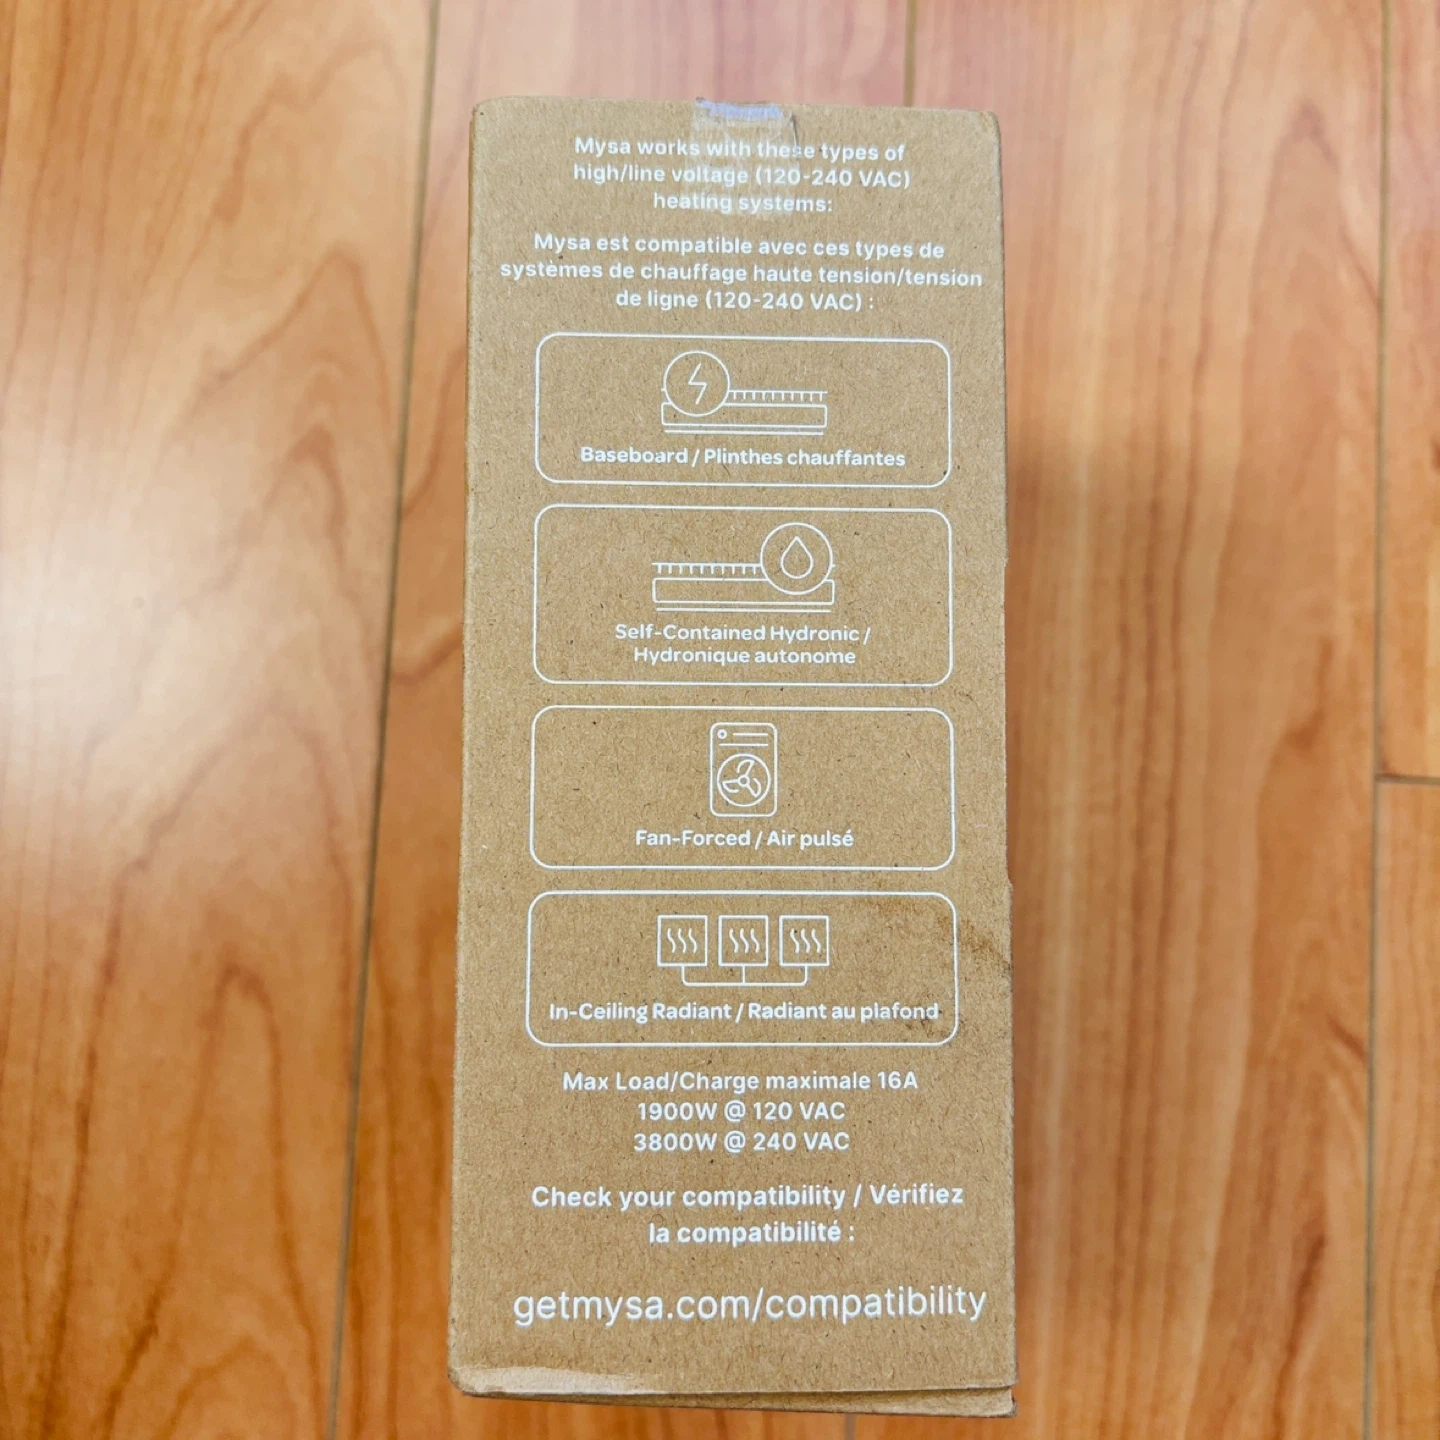 Mysa works with these types of
high/line voltage (120-240 VAC)
heating systems:
Mysa est compatible avec ces types de
systèmes de chauffage haute tension/tension
de ligne (120-240 VAC) :
Baseboard / Plinthes chauffantes
Self-Contained Hydronic /
Hydronique autonome
Fan-Forced / Air pulsé
In-Ceiling Radiant / Radiant au plafond
Max Load/Charge maximale 16A
1900W @ 120 VAC
3800W @ 240 VAC
Check your compatibility / Vérifiez
la compatibilité :
getmysa.com/compatibility